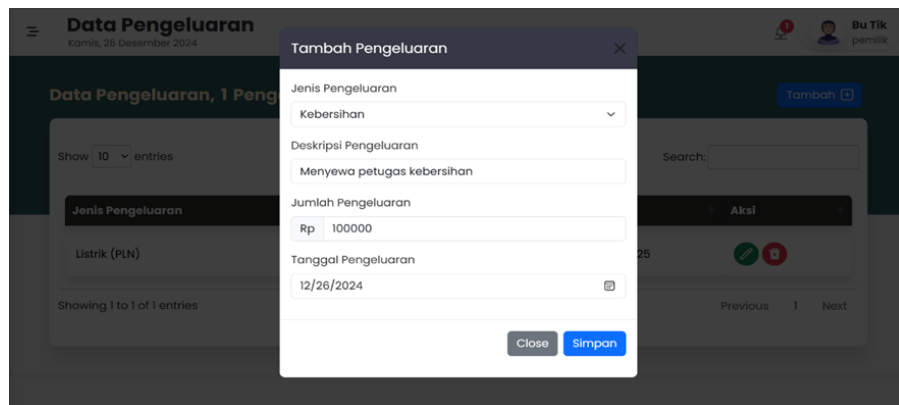 Data Pengeluaran
Kamis, 26 Desember 2024
1
Bu Tik
pemilik
Data Pengeluaran, 1 Peng
Tambah
Show 10 entries
Search:
Jenis Pengeluaran
Aksi
Listrik (PLN)
25
Showing 1 to 1 of 1 entries
Previous 1 Next
Tambah Pengeluaran
Jenis Pengeluaran
Kebersihan
Deskripsi Pengeluaran
Menyewa petugas kebersihan
Jumlah Pengeluaran
Rp 100000
Tanggal Pengeluaran
12/26/2024
Close Simpan